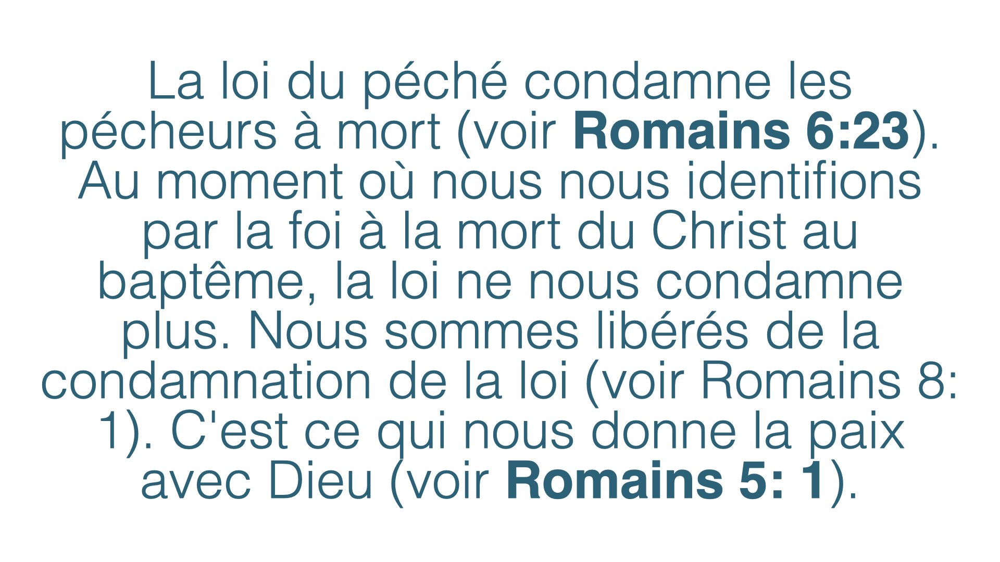 La loi du péché condamne les
pécheurs à mort (voir Romains 6:23).
Au moment où nous nous identifions
par la foi à la mort du Christ au
baptême, la loi ne nous condamne
plus. Nous sommes libérés de la
condamnation de la loi (voir Romains 8:
1). C'est ce qui nous donne la paix
avec Dieu (voir Romains 5: 1).